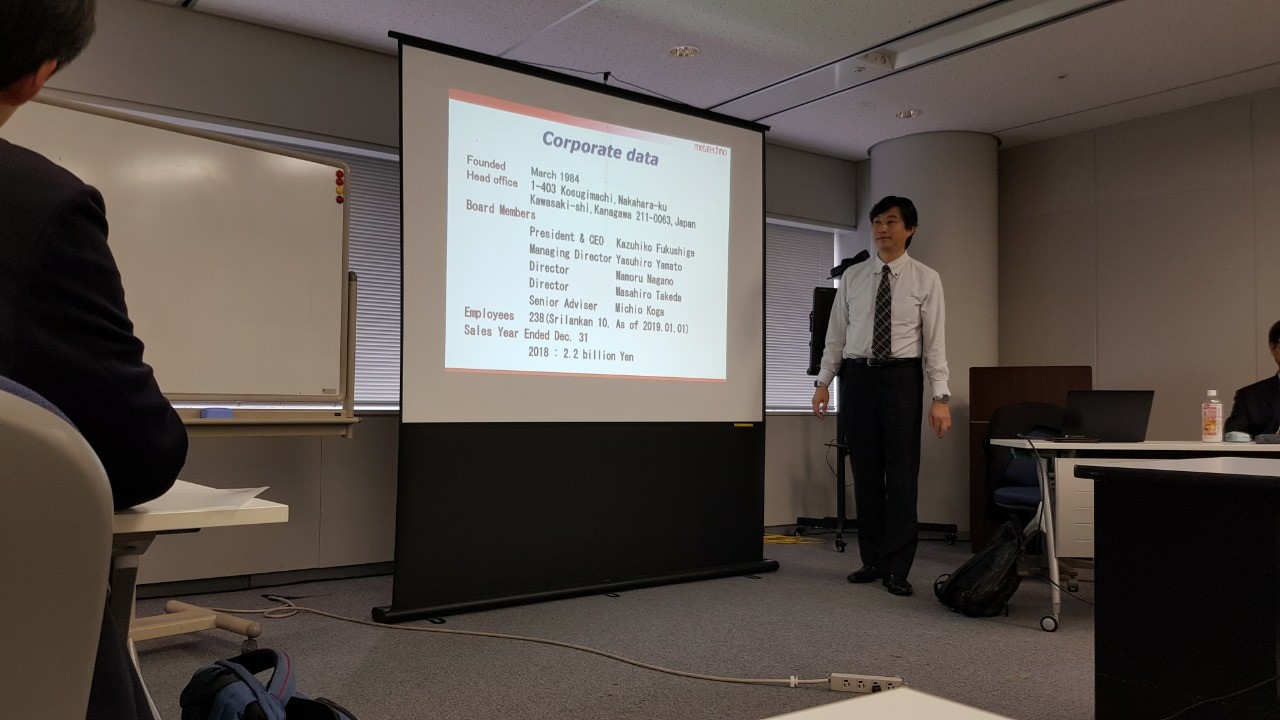 Corporate data
metatechno
Founded March 1984
Head office 1-403 Kosugimachi,Nakahara-ku
Kawasaki-shi,Kanagawa 211-0063,Japan
Board Members
President & CEO Kazuhiko Fukushige
Managing Director Yasuhiro Yamato
Director Mamoru Nagano
Director Masahiro Takeda
Senior Adviser Michio Koga
Employees 238(Srilankan 10. As of 2019.01.01)
Sales Year Ended Dec. 31
2018 : 2.2 billion Yen